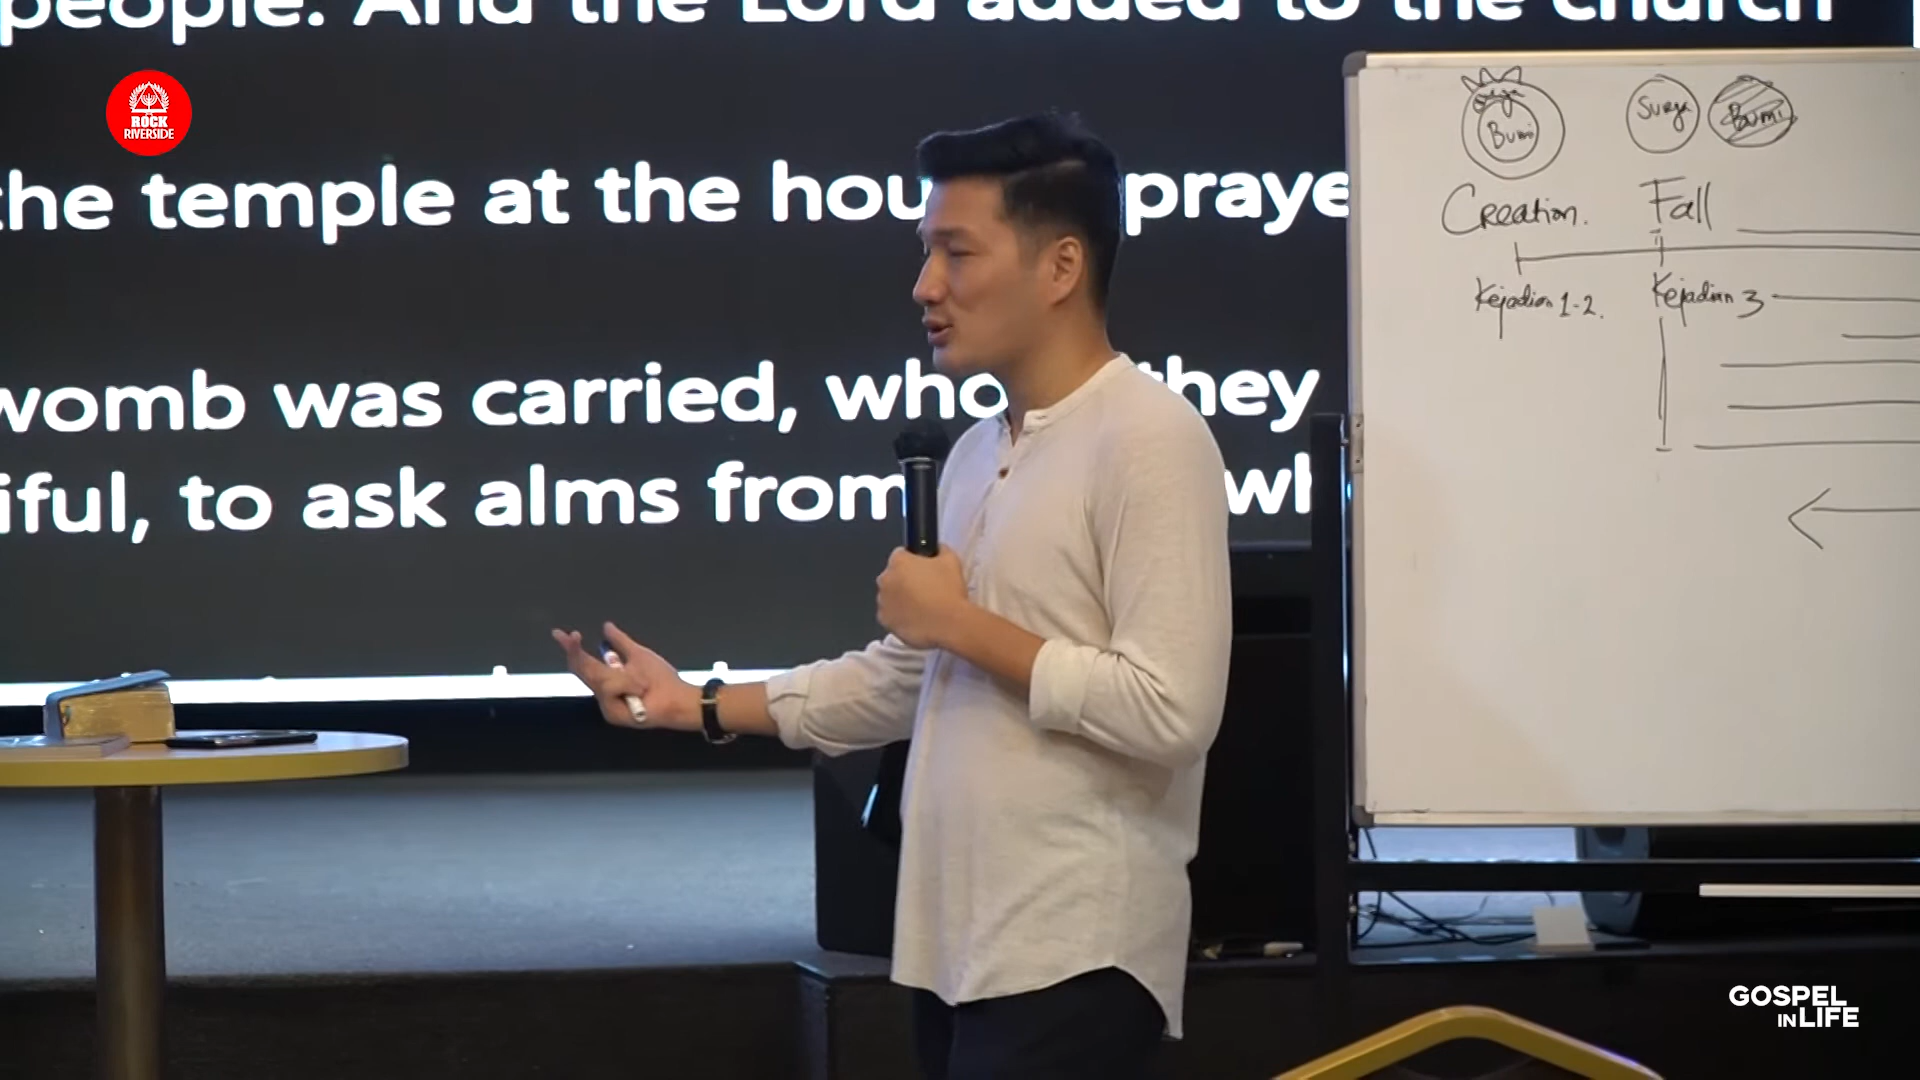 people. And the Lord added to the church
the temple at the hou praye
womb was carried, who they
iful, to ask alms from wh
ROCK
RIVERSIDE
Surga
Bumi
Surga
Bumi
Creation.
Fall
Kejadian 1-2.
Kejadian 3
GOSPEL
IN LIFE